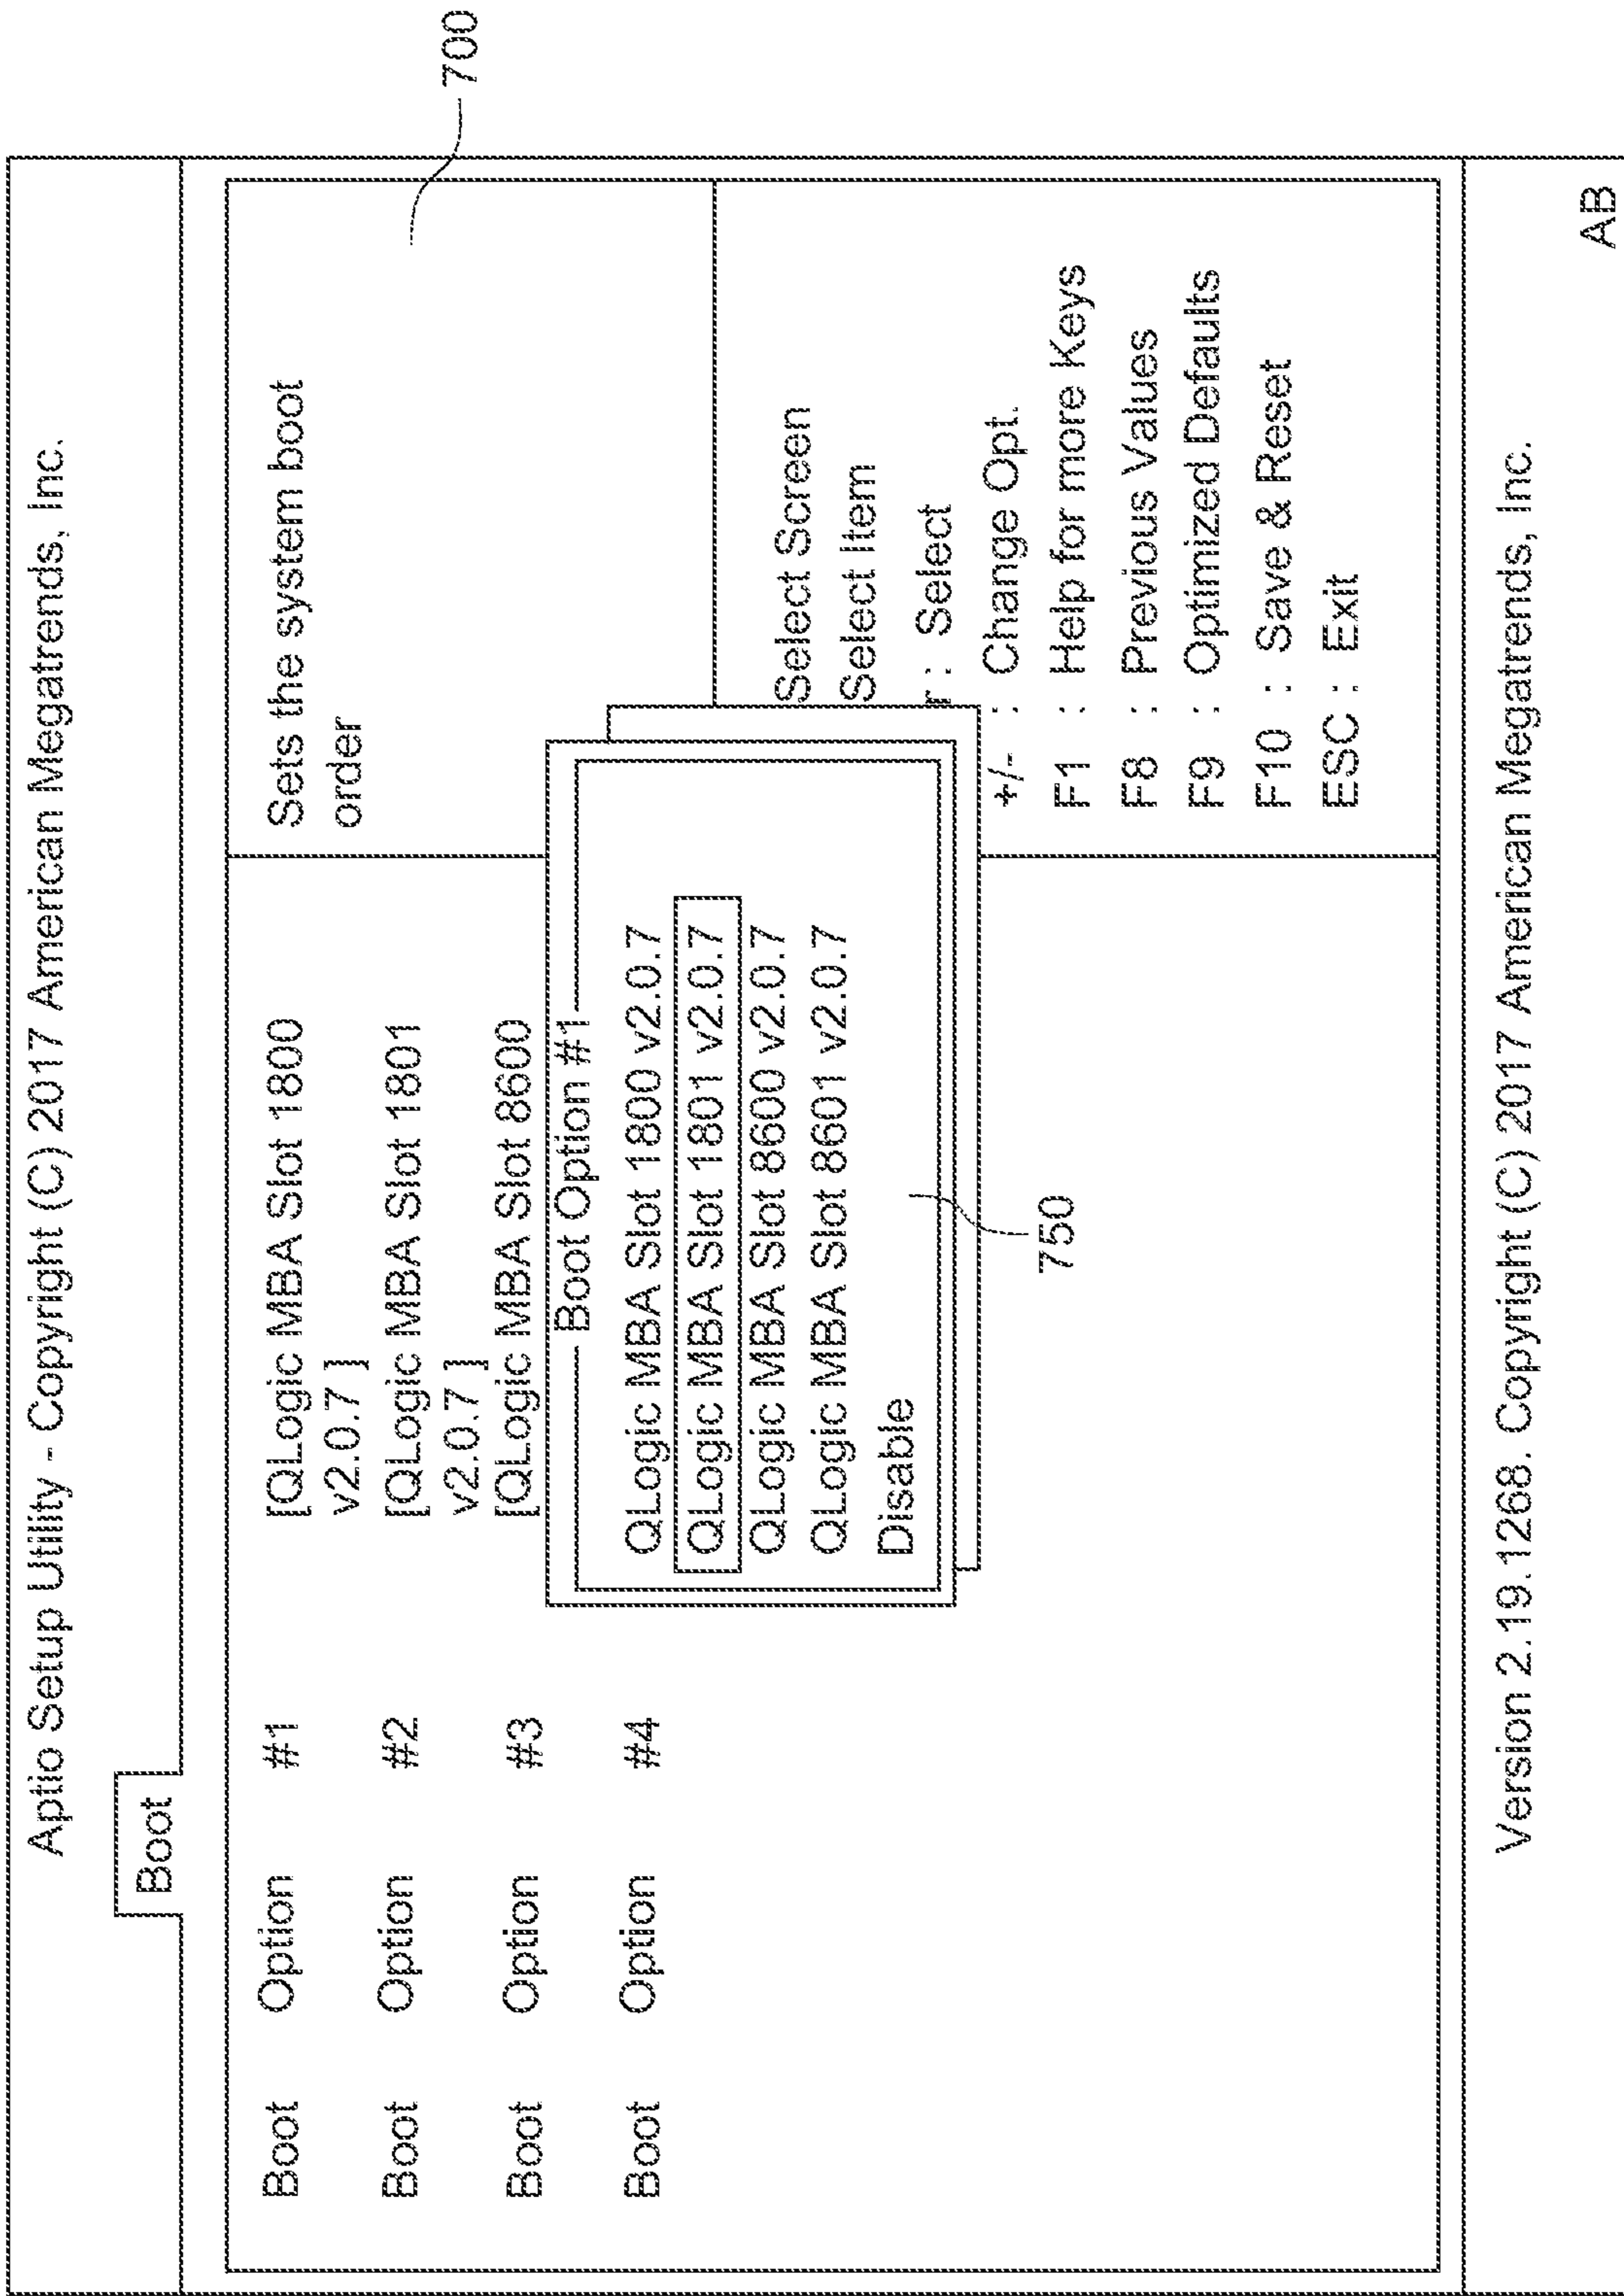 Aptio Setup Utility - Copyright (C) 2017 American Megatrends, Inc.
Boot
Boot Option #1 [QLogic MBA Slot 1800
v2.0.7 ]
Boot Option #2 [QLogic MBA Slot 1801
v2.0.7 ]
Boot Option #3 [QLogic MBA Slot 8600
Boot Option #4
Boot Option #1
QLogic MBA Slot 1800 v2.0.7
QLogic MBA Slot 1801 v2.0.7
QLogic MBA Slot 8600 v2.0.7
QLogic MBA Slot 8601 v2.0.7
Disable
750
Sets the system boot
order
700
Select Screen
Select Item
r : Select
+/- : Change Opt.
F1 : Help for more Keys
F8 : Previous Values
F9 : Optimized Defaults
F10 : Save & Reset
ESC : Exit
Version 2.19.1268. Copyright (C) 2017 American Megatrends, Inc.
AB